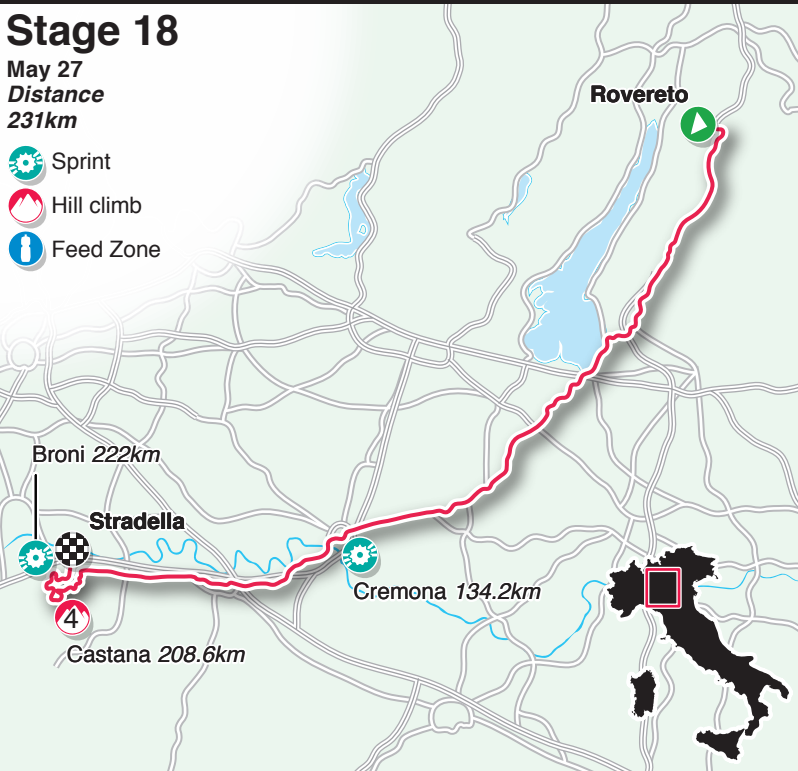 Stage 18
May 27
Distance
231km
Sprint
Hill climb
Feed Zone
Rovereto
Broni 222km
Stradella
Cremona 134.2km
4
Castana 208.6km